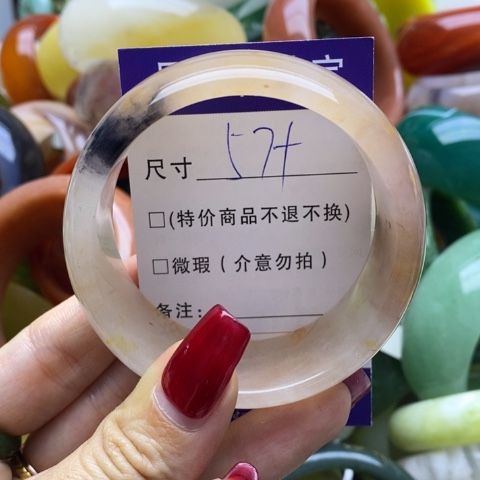 尺寸 57+
□(特价商品不退不换)
□微瑕(介意勿拍)
备注: